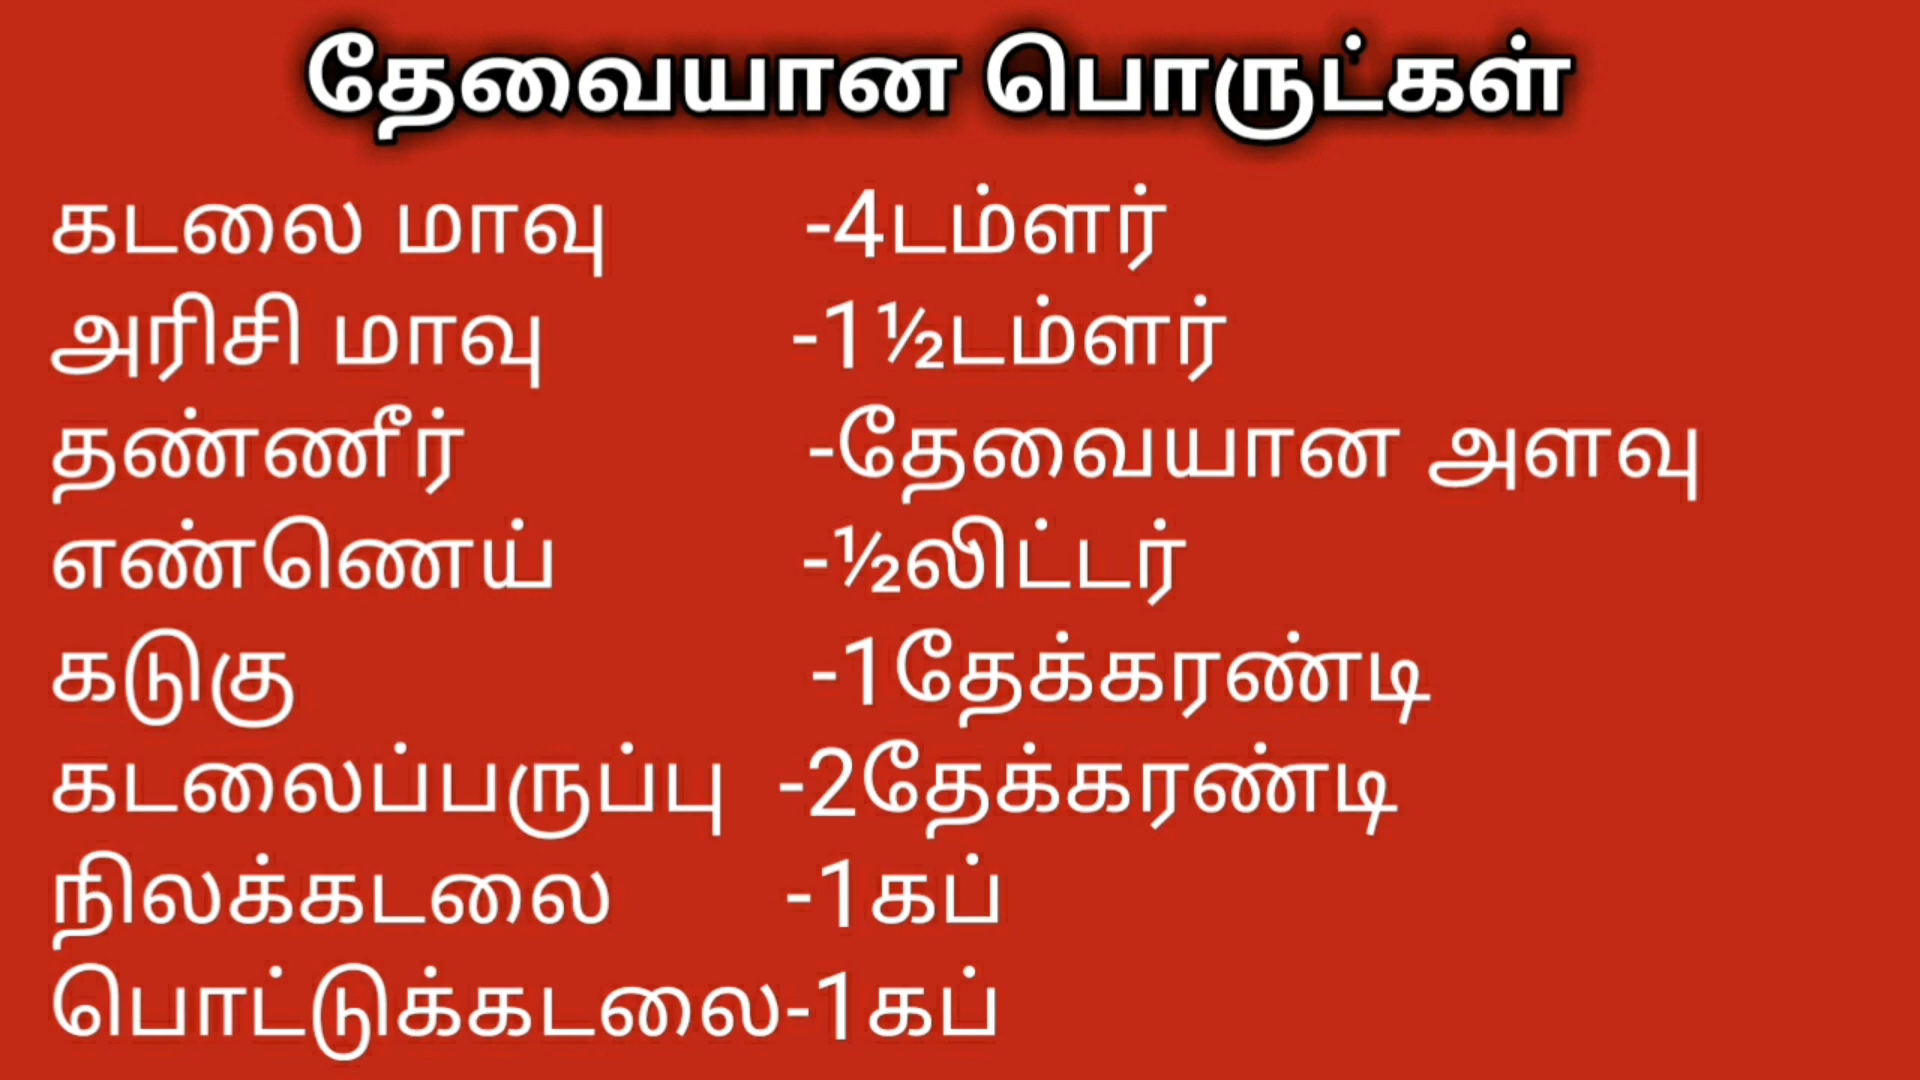 தேவையான பொருட்கள்
கடலை மாவு -4டம்ளர்
அரிசி மாவு -1½டம்ளர்
தண்ணீர் -தேவையான அளவு
எண்ணெய் -½லிட்டர்
கடுகு -1தேக்கரண்டி
கடலைப்பருப்பு -2தேக்கரண்டி
நிலக்கடலை -1கப்
பொட்டுக்கடலை-1கப்